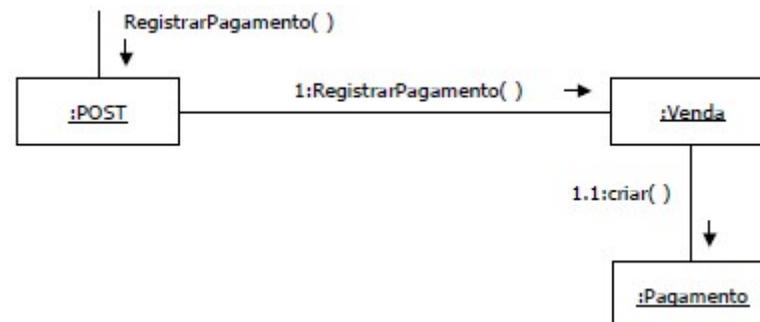 RegistrarPagamento( )
:POST
1:RegistrarPagamento( )
:Venda
1.1:criar( )
:Pagamento